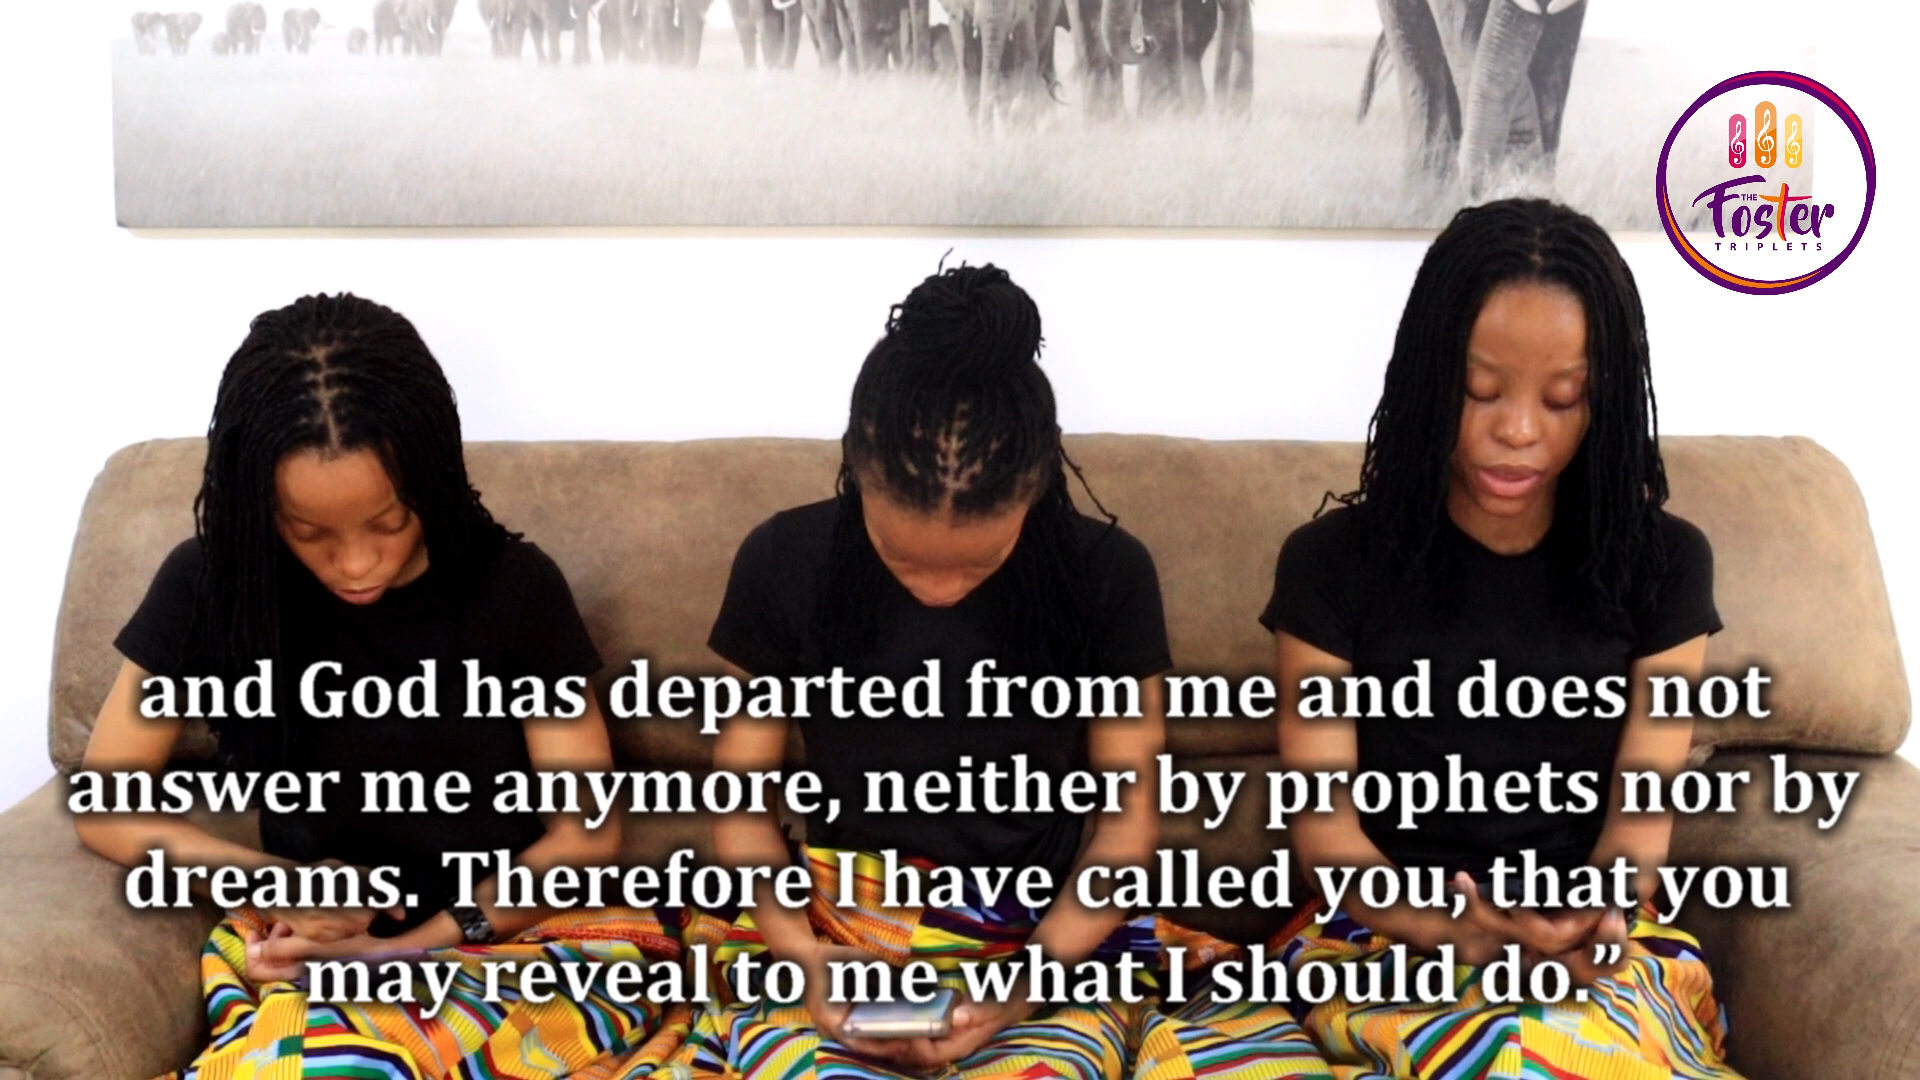 THE
Foster
TRIPLETS
and God has departed from me and does not
answer me anymore, neither by prophets nor by
dreams. Therefore I have called you, that you
may reveal to me what I should do.”